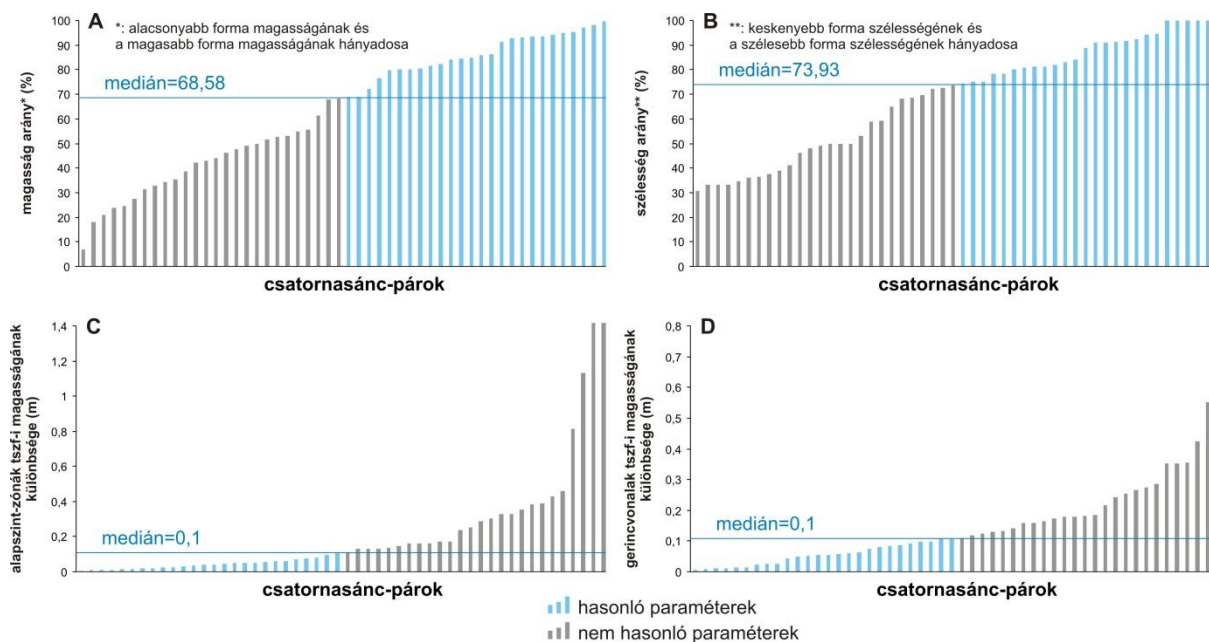 A
*: alacsonyabb forma magasságának és
a magasabb forma magasságának hányadosa
medián=68,58
magasság arány* (%)
100
90
80
70
60
50
40
30
20
10
0
csatornasánc-párok
B
**: keskenyebb forma szélességének és
a szélesebb forma szélességének hányadosa
medián=73,93
szélesség arány** (%)
100
90
80
70
60
50
40
30
20
10
0
csatornasánc-párok
C
medián=0,1
alapszint-zónák tszf-i magasságának
különbsége (m)
1,4
1,2
1
0,8
0,6
0,4
0,2
0
csatornasánc-párok
D
medián=0,1
gerincvonalak tszf-i magasságának
különbsége (m)
0,8
0,7
0,6
0,5
0,4
0,3
0,2
0,1
0
csatornasánc-párok
hasonló paraméterek
nem hasonló paraméterek